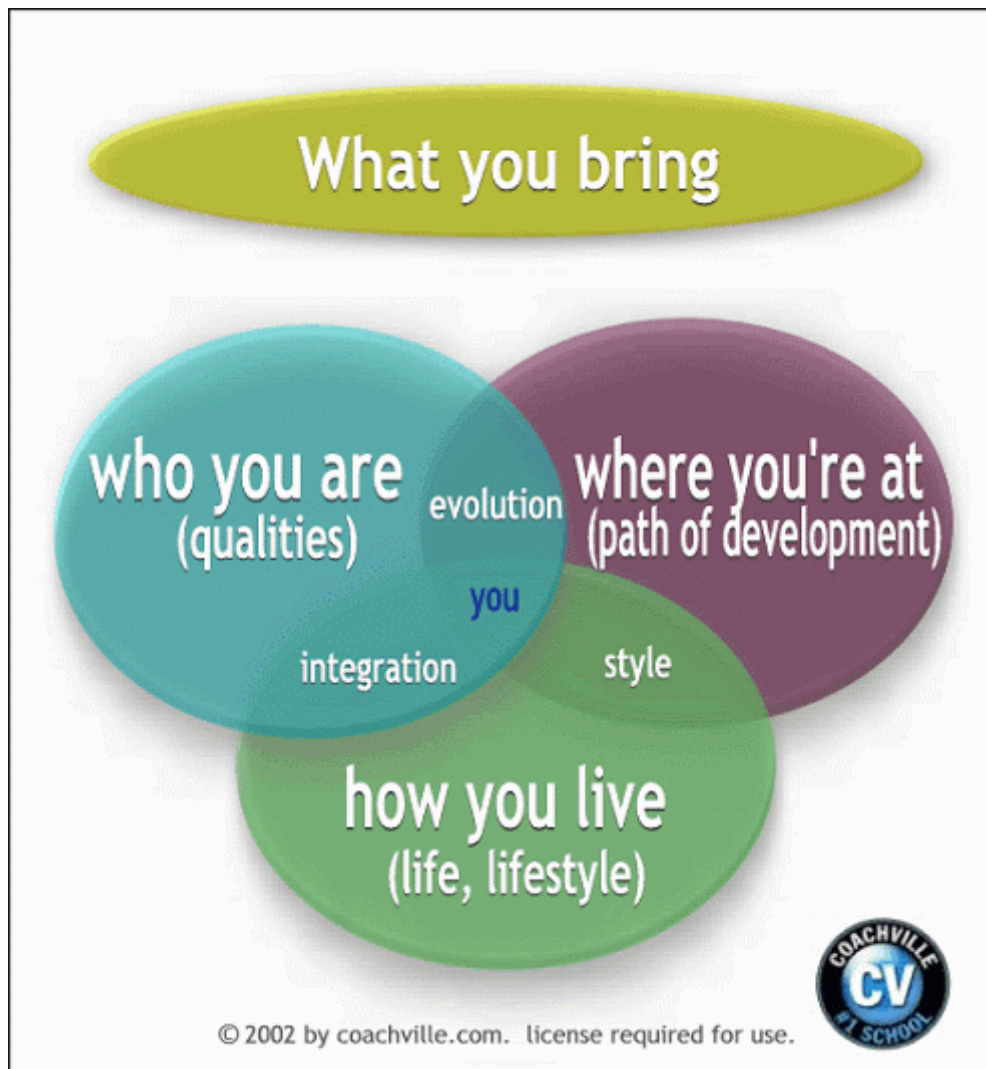 What you bring
who you are
(qualities)
evolution
where you're at
(path of development)
you
integration
style
how you live
(life, lifestyle)
COACHVILLE
CV
#1 SCHOOL
© 2002 by coachville.com. license required for use.